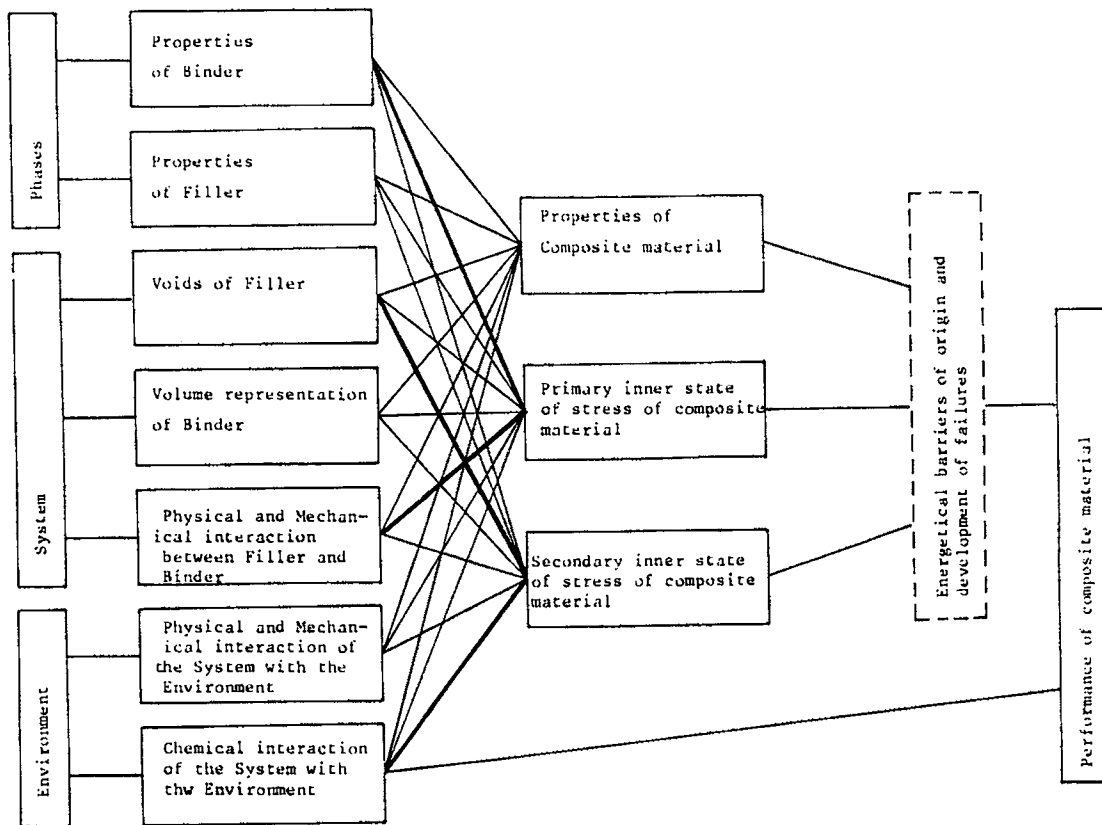 Phases
Properties
of Binder
Properties
of Filler
System
Voids of Filler
Volume representation
of Binder
Physical and Mechan-
ical interaction
between Filler and
Binder
Environment
Physical and Mechan-
ical interaction of
the System with the
Environment
Chemical interaction
of the System with
thw Environment
Properties of
Composite material
Primary inner state
of stress of composite
material
Secondary inner state
of stress of composite
material
Energetical barriers of origin and
development of failures
Performance of composite material